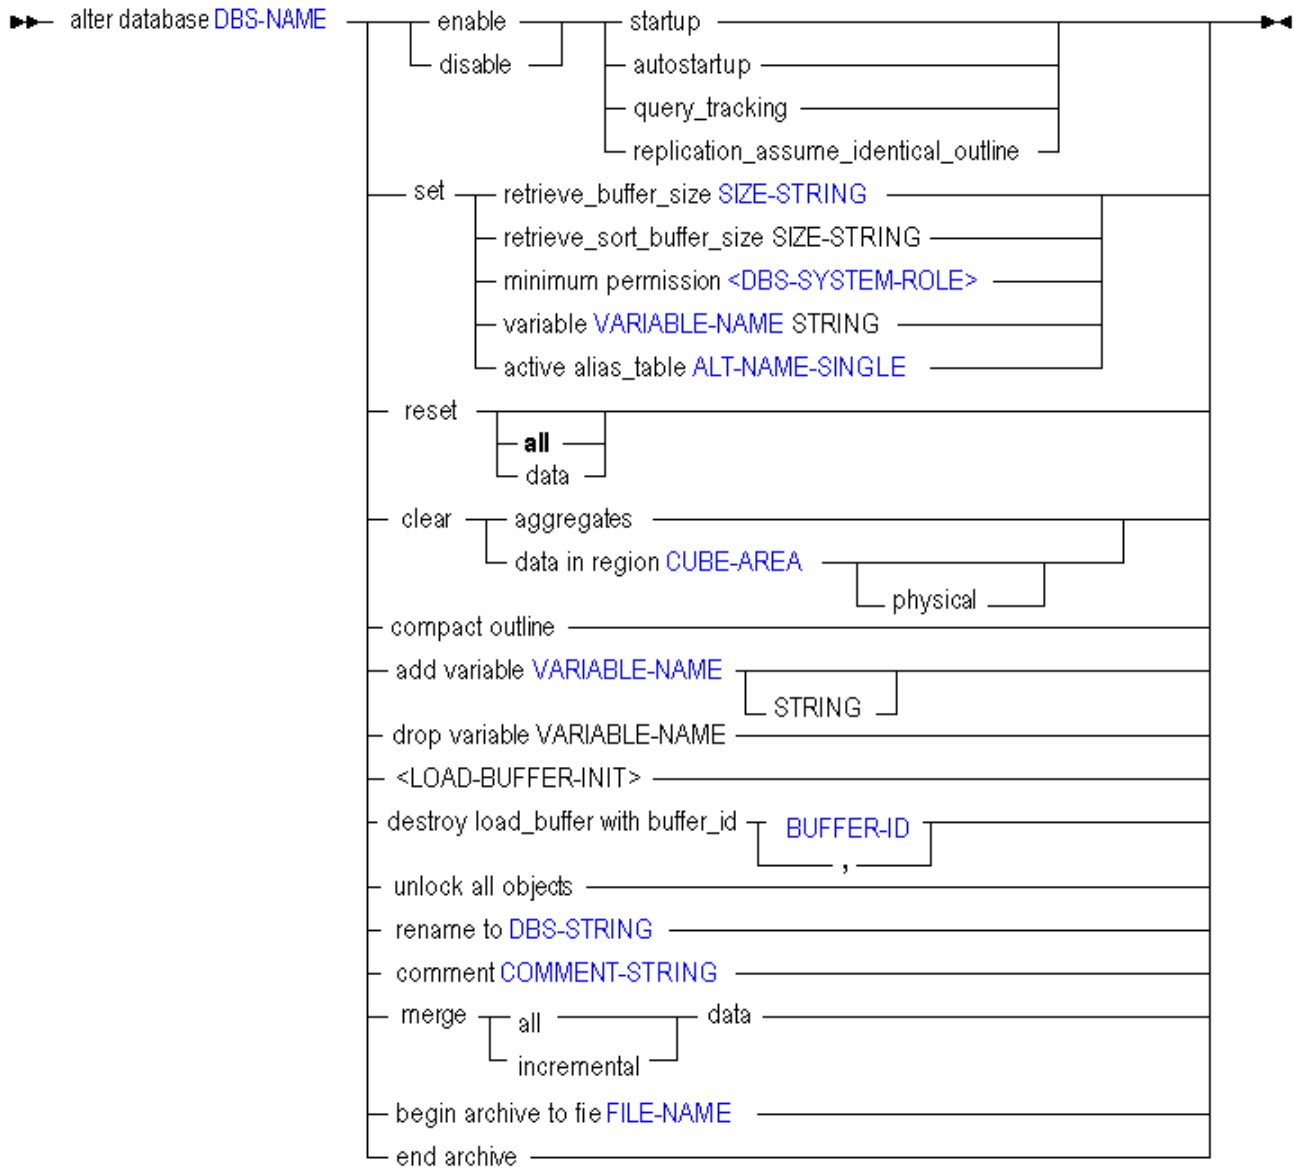 alter database DBS-NAME enable startup
disable autostartup
query_tracking
replication_assume_identical_outline
set retrieve_buffer_size SIZE-STRING
retrieve_sort_buffer_size SIZE-STRING
minimum permission <DBS-SYSTEM-ROLE>
variable VARIABLE-NAME STRING
active alias_table ALT-NAME-SINGLE
reset
all
data
clear aggregates
data in region CUBE-AREA
physical
compact outline
add variable VARIABLE-NAME
STRING
drop variable VARIABLE-NAME
<LOAD-BUFFER-INIT>
destroy load_buffer with buffer_id BUFFER-ID
,
unlock all objects
rename to DBS-STRING
comment COMMENT-STRING
merge all data
incremental
begin archive to fie FILE-NAME
end archive